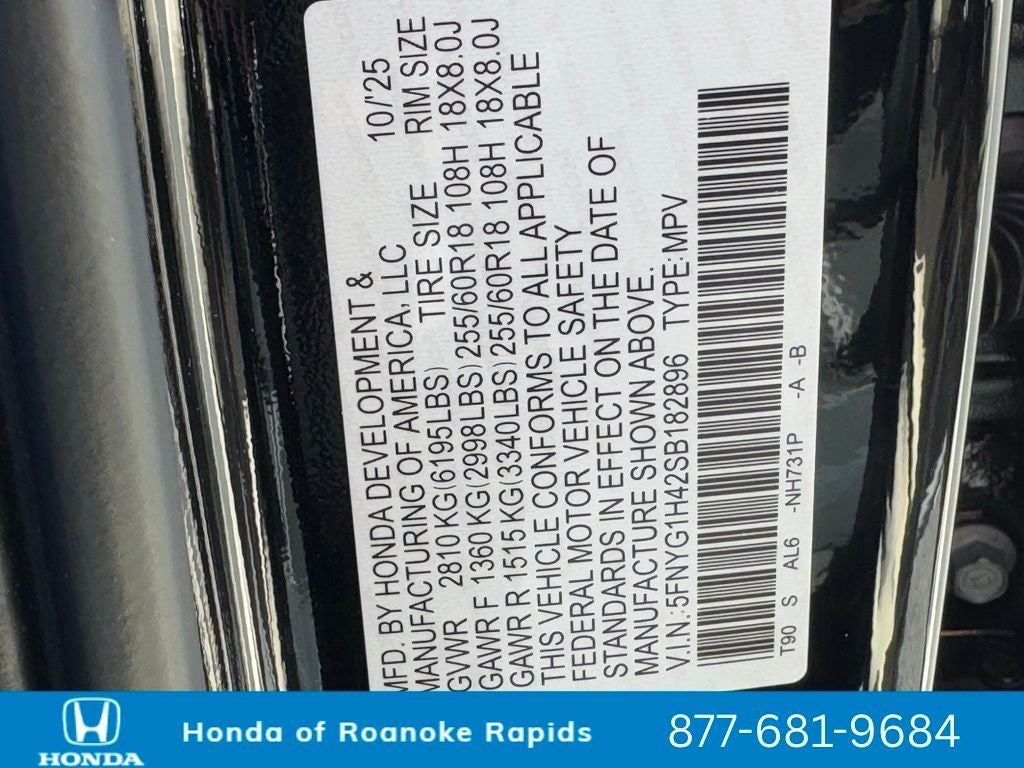 MFD. BY HONDA DEVELOPMENT & 10/'25
MANUFACTURING OF AMERICA, LLC
GVWR 2810 KG(6195LBS) TIRE SIZE RIM SIZE
GAWR F 1360 KG(2998LBS)255/60R18 108H 18X8.0J
GAWR R 1515 KG(3340LBS)255/60R18 108H 18X8.0J
THIS VEHICLE CONFORMS TO ALL APPLICABLE
FEDERAL MOTOR VEHICLE SAFETY
STANDARDS IN EFFECT ON THE DATE OF
MANUFACTURE SHOWN ABOVE.
V.I.N.:5FNYG1H42SB182896 TYPE:MPV
T90 S AL6 -NH731P -A -B
HONDA
Honda of Roanoke Rapids
877-681-9684